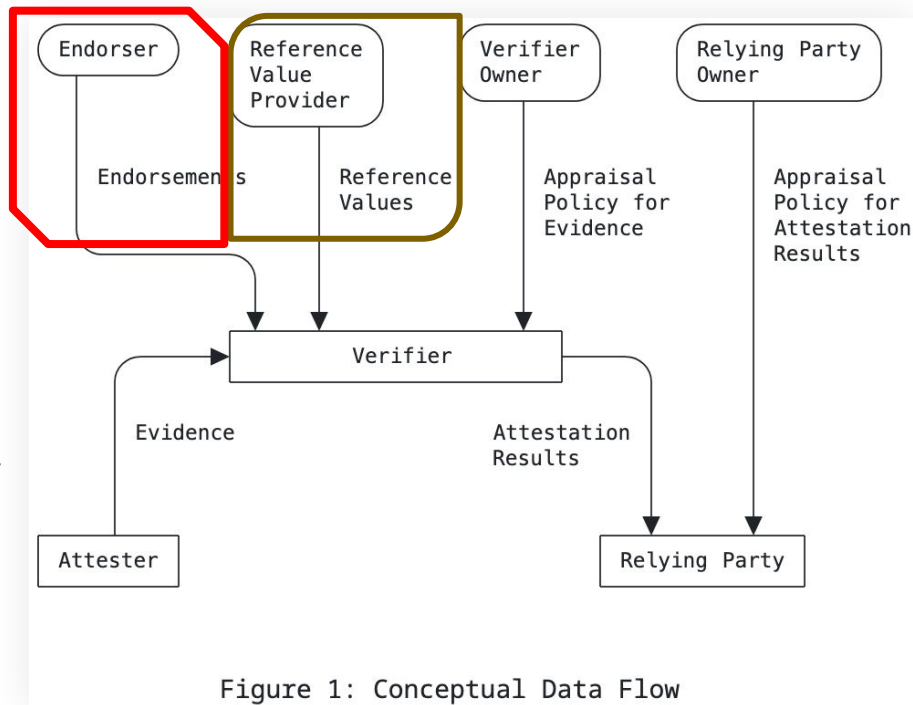 Endorser
Reference
Value
Provider
Verifier
Owner
Relying Party
Owner
Endorsements
Reference
Values
Appraisal
Policy for
Evidence
Appraisal
Policy for
Attestation
Results
Verifier
Evidence
Attestation
Results
Attester
Relying Party
Figure 1: Conceptual Data Flow